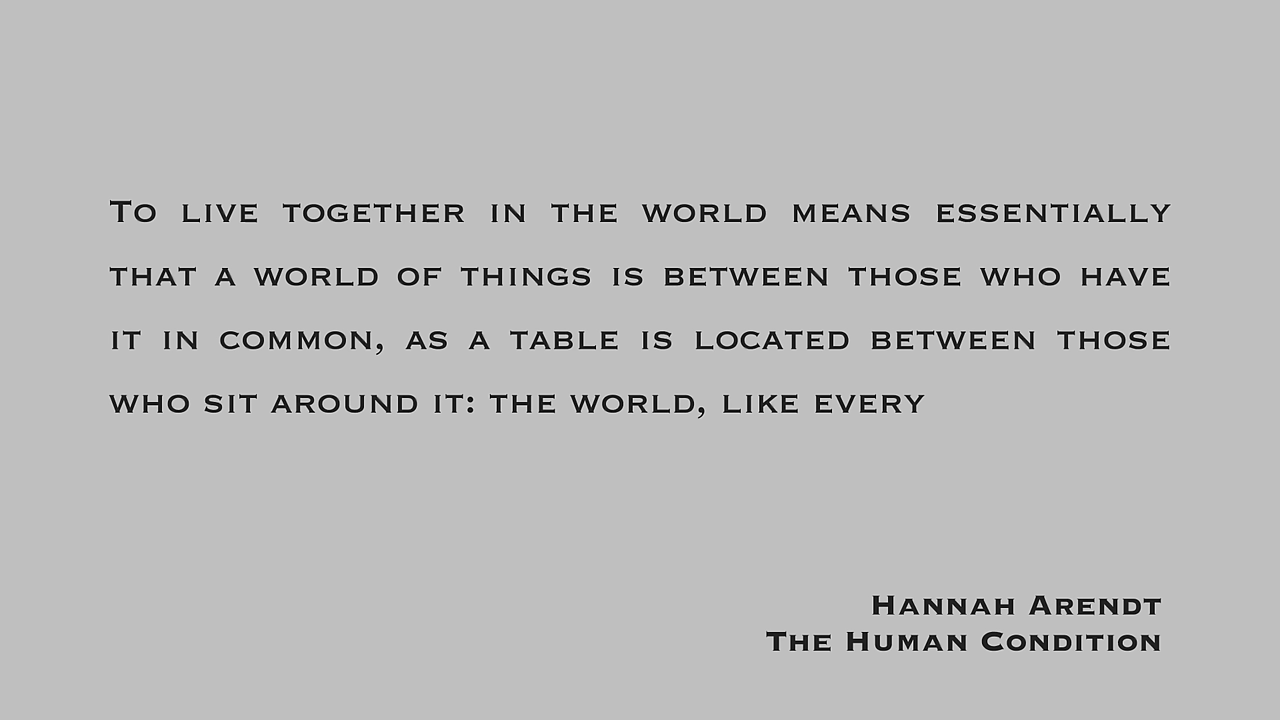 To live together in the world means essentially
that a world of things is between those who have
it in common, as a table is located between those
who sit around it: the world, like every
Hannah Arendt
The Human Condition